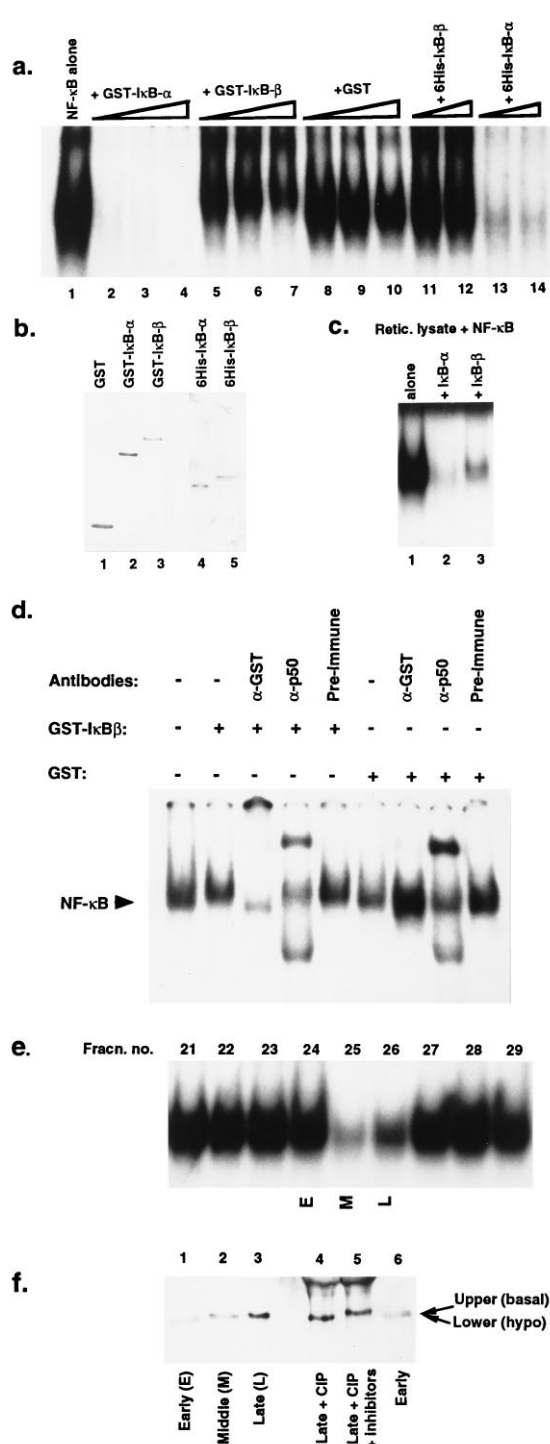 a.
NF-κB alone
+ GST-IκB-α
+ GST-IκB-β
+GST
+ 6His-IκB-β
+ 6His-IκB-α
1 2 3 4 5 6 7 8 9 10 11 12 13 14
b.
GST
GST-IκB-α
GST-IκB-β
6His-IκB-α
6His-IκB-β
1 2 3 4 5
c.
Retic. lysate + NF-κB
alone
+ IκB-α
+ IκB-β
1 2 3
d.
Antibodies: - - α-GST α-p50 Pre-immune - α-GST α-p50 Pre-immune
GST-IκBβ: - + + + + - - - -
GST: - - - - - + + + +
NF-κB
e.
Fracn. no. 21 22 23 24 25 26 27 28 29
E M L
f.
1 2 3 4 5 6
Upper (basal)
Lower (hypo)
Early (E)
Middle (M)
Late (L)
Late + CIP
Late + CIP
+ Inhibitors
Early